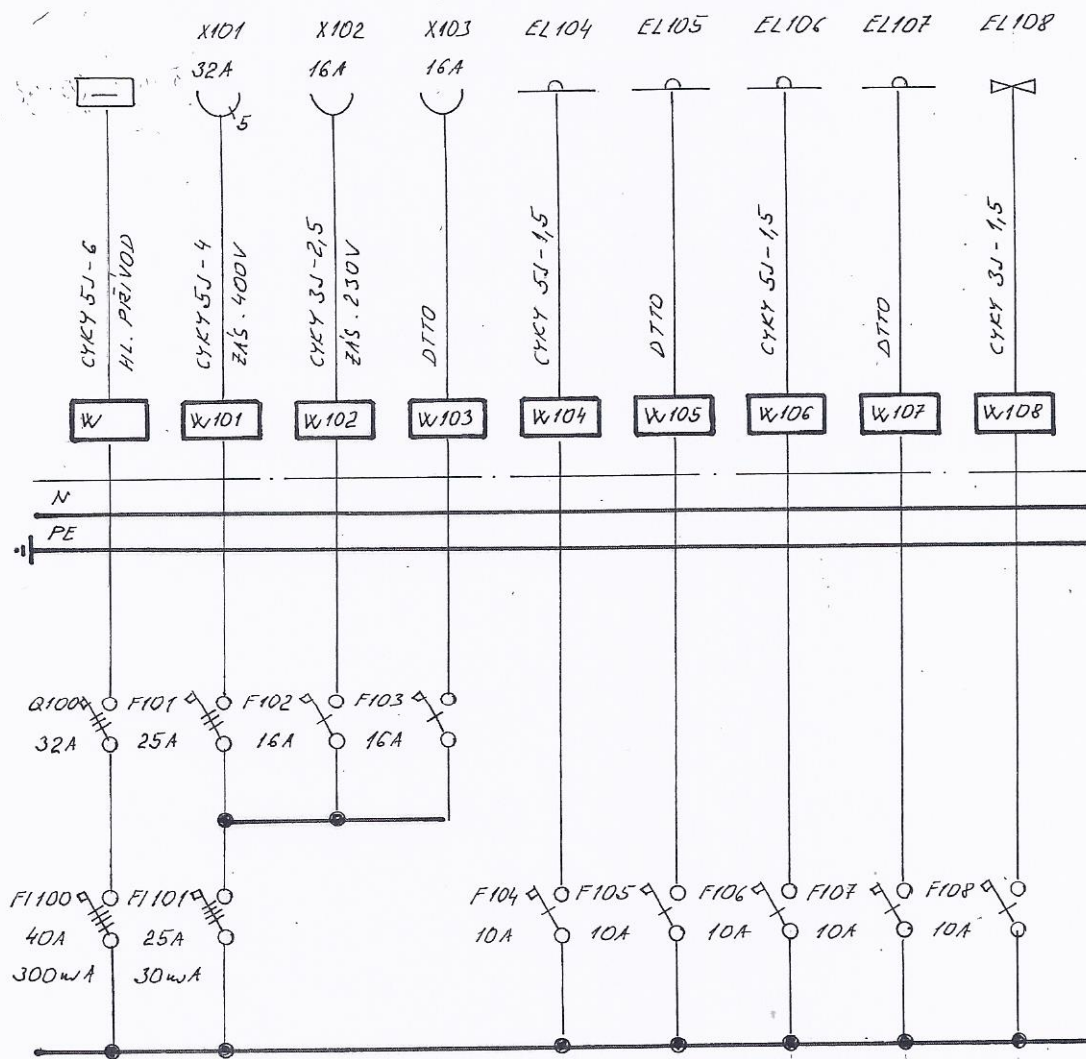 X101 X102 X103 EL104 EL105 EL106 EL107 EL108
32A 16A 16A
5
CYKY 5J-6
HL. PŘÍVOD
CYKY 5J-4
ZÁS. 400V
CYKY 3J-2,5
ZÁS. 230V
DTTO
CYKY 5J-1,5
DTTO
CYKY 5J-1,5
DTTO
CYKY 3J-1,5
W W101 W102 W103 W104 W105 W106 W107 W108
N
PE
Q100 F101 F102 F103
32A 25A 16A 16A
FI100 FI101 F104 F105 F106 F107 F108
40A 25A 10A 10A 10A 10A 10A
300mA 30mA